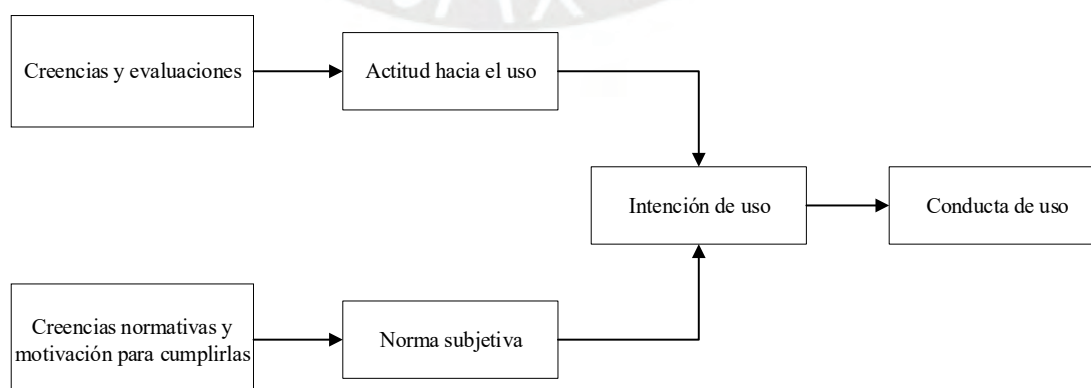 Creencias y evaluaciones
Actitud hacia el uso
Intención de uso
Conducta de uso
Creencias normativas y
motivación para cumplirlas
Norma subjetiva